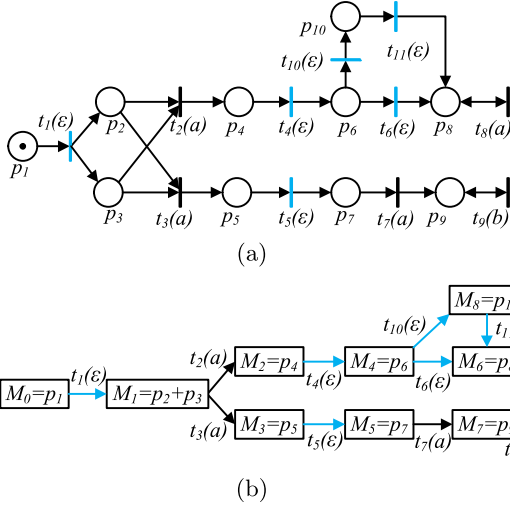 p10
t10(ε) t11(ε)
t1(ε) p2 t2(a) p4 t4(ε) p6 t6(ε) p8 t8(a)
p1
p3 t3(a) p5 t5(ε) p7 t7(a) p9 t9(b)
(a)
M8=p1
t10(ε) t1
t2(a) M2=p4 t4(ε) M4=p6 t6(ε) M6=p
M0=p1 t1(ε) M1=p2+p3
t3(a) M3=p5 t5(ε) M5=p7 t7(a) M7=p
t
(b)